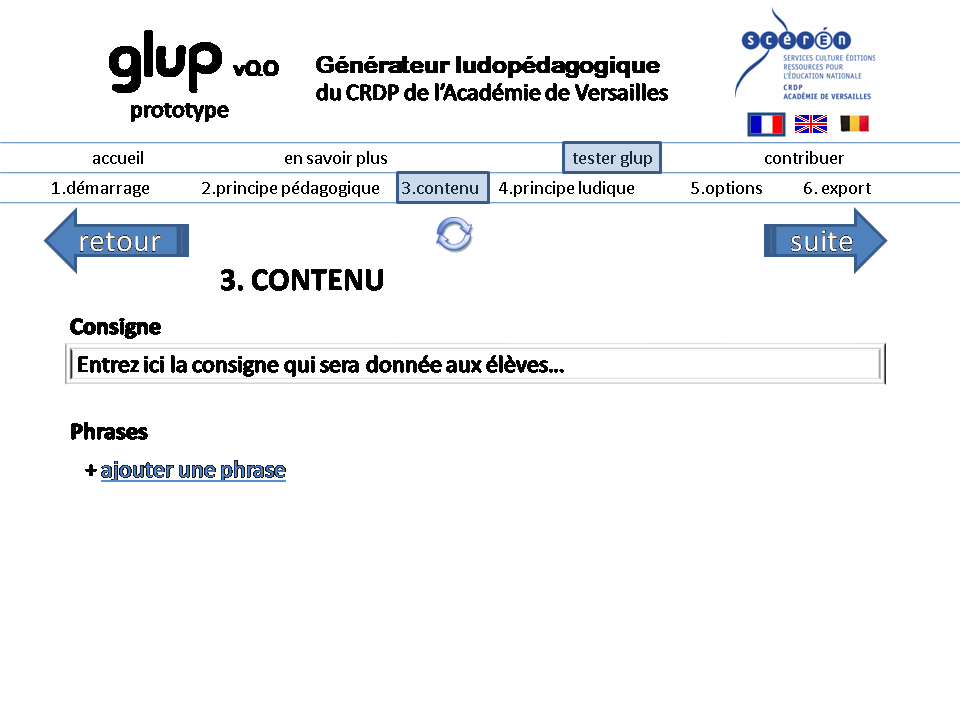 glup v0.0
prototype
Générateur ludopédagogique
du CRDP de l'Académie de Versailles
scérén
SERVICES CULTURE ÉDITIONS
RESSOURCES POUR
L'ÉDUCATION NATIONALE
CRDP
ACADÉMIE DE VERSAILLES
accueil en savoir plus tester glup contribuer
1.démarrage 2.principe pédagogique 3.contenu 4.principe ludique 5.options 6. export
retour suite
3. CONTENU
Consigne
Entrez ici la consigne qui sera donnée aux élèves...
Phrases
+ ajouter une phrase